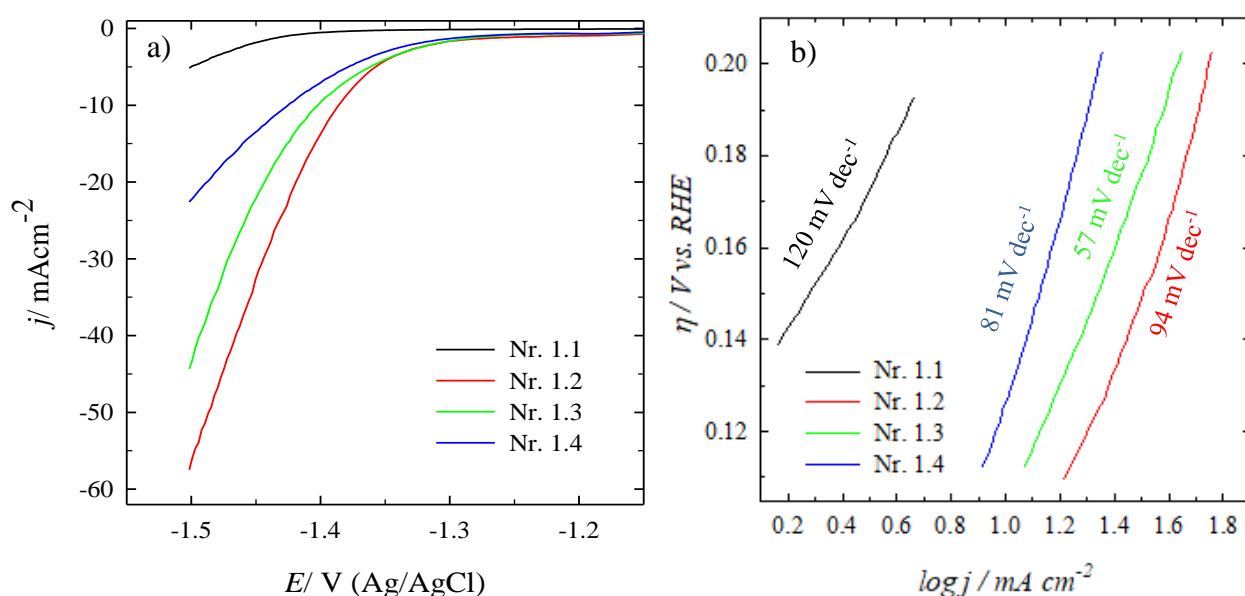 a)
0
-10
-20
-30
-40
-50
-60
j/ mAcm-2
Nr. 1.1
Nr. 1.2
Nr. 1.3
Nr. 1.4
-1.5 -1.4 -1.3 -1.2
E/ V (Ag/AgCl)
b)
0.20
0.18
0.16
0.14
0.12
η / V vs. RHE
120 mV dec-1
81 mV dec-1
57 mV dec-1
94 mV dec-1
Nr. 1.1
Nr. 1.2
Nr. 1.3
Nr. 1.4
0.2 0.4 0.6 0.8 1.0 1.2 1.4 1.6 1.8
log j / mA cm-2